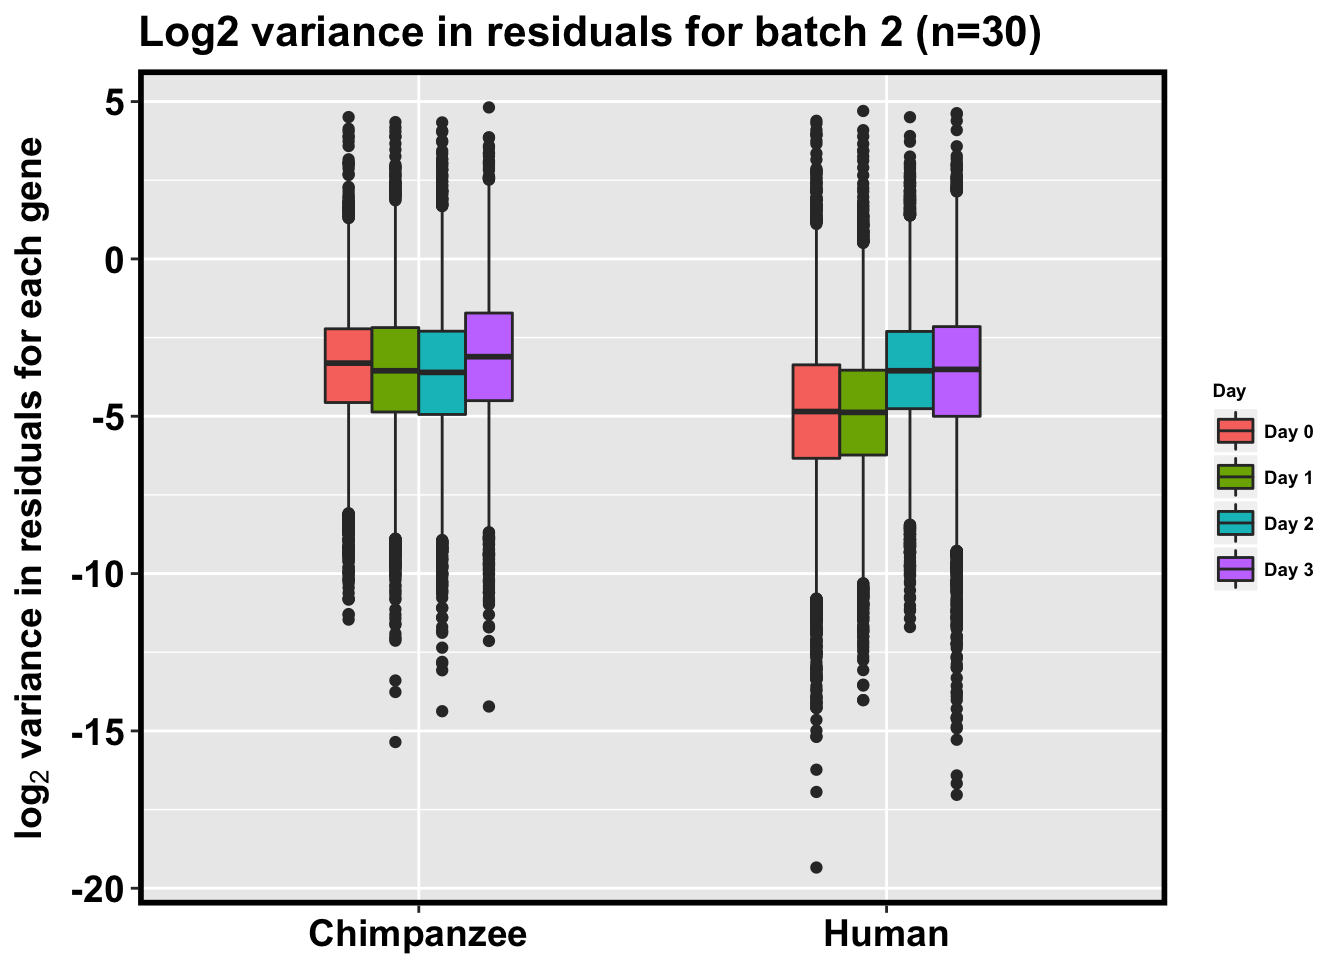 Log2 variance in residuals for batch 2 (n=30)
log2 variance in residuals for each gene
5
0
-5
-10
-15
-20
Chimpanzee
Human
Day
Day 0
Day 1
Day 2
Day 3